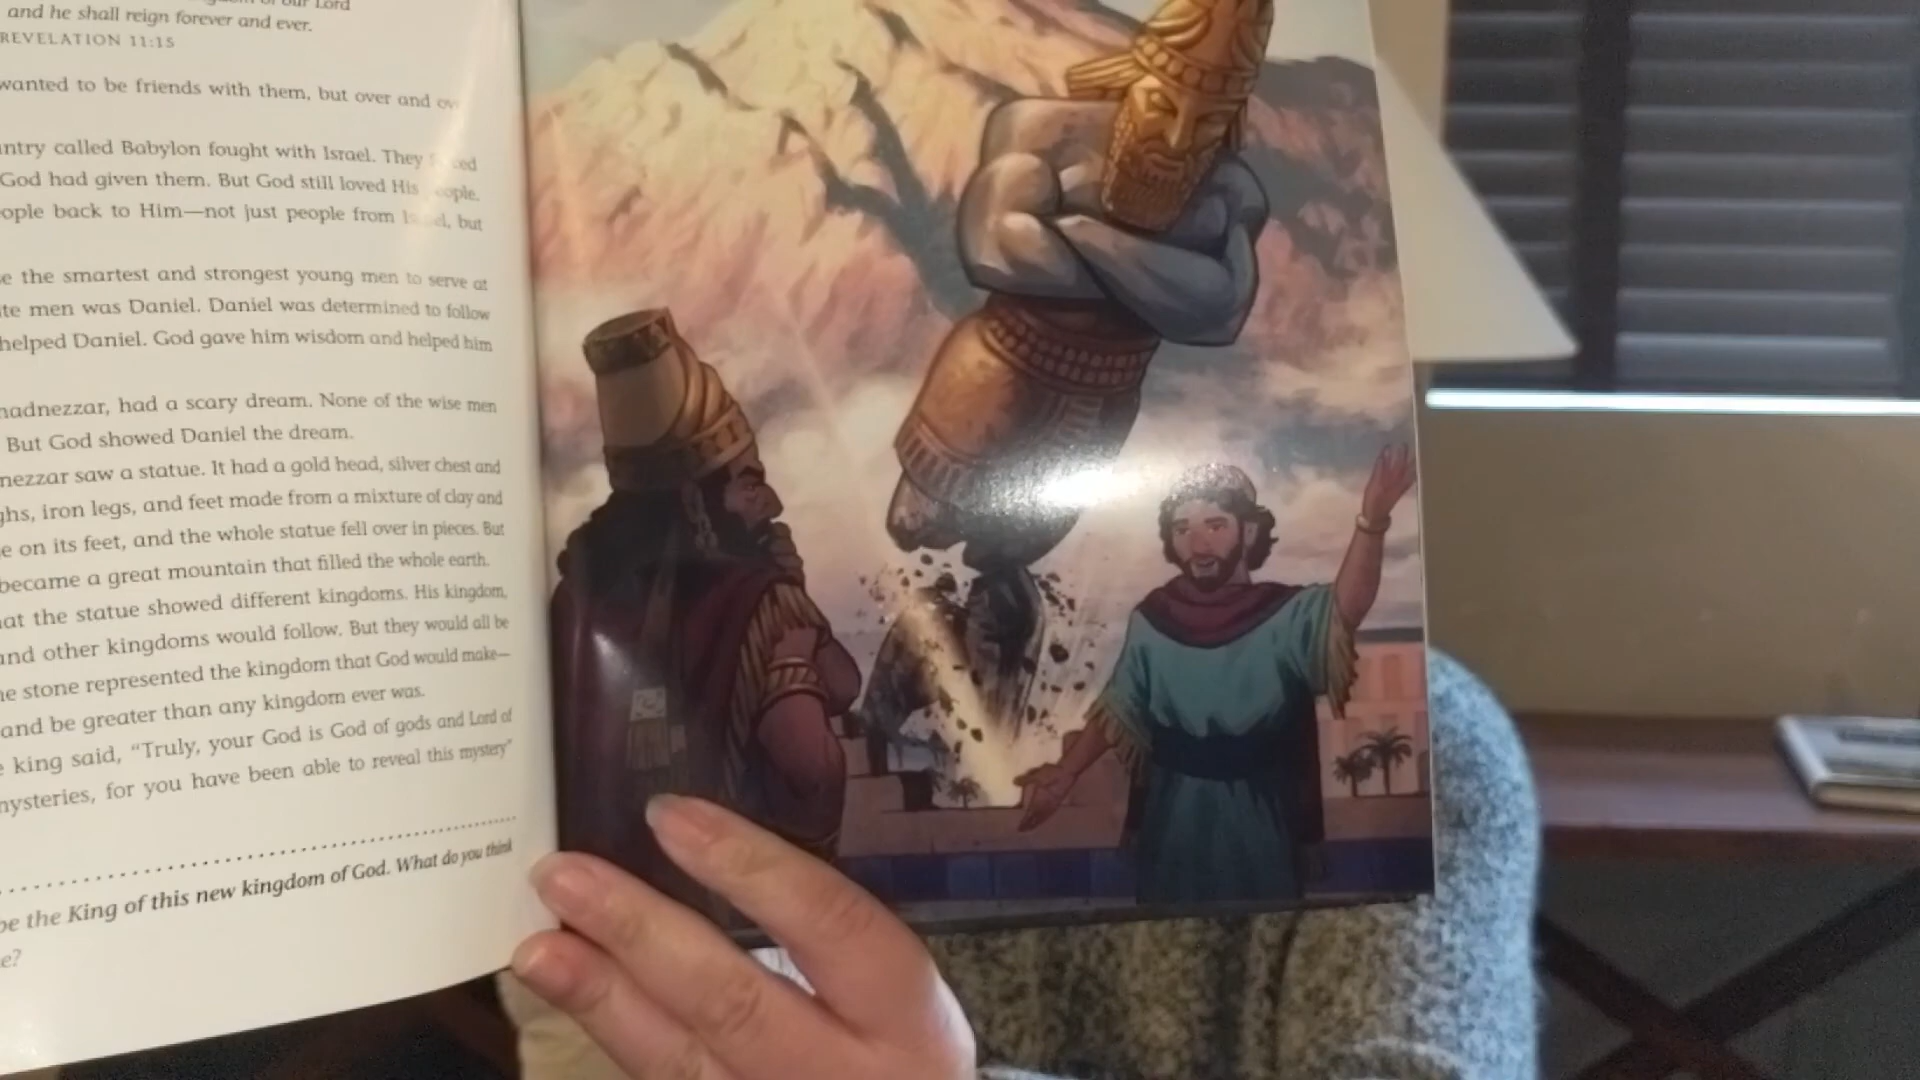 of our Lord
and he shall reign forever and ever.
REVELATION 11:15
wanted to be friends with them, but over and
ntry called Babylon fought with Israel. They
God had given them. But God still loved His
ople back to Him—not just people from but
e the smartest and strongest young men to serve at
ite men was Daniel. Daniel was determined to follow
helped Daniel. God gave him wisdom and helped him
hadnezzar, had a scary dream. None of the wise men
But God showed Daniel the dream.
nezzar saw a statue. It had a gold head, silver chest and
ghs, iron legs, and feet made from a mixture of clay and
e on its feet, and the whole statue fell over in pieces. But
became a great mountain that filled the whole earth.
at the statue showed different kingdoms. His kingdom,
and other kingdoms would follow. But they would all be
he stone represented the kingdom that God would make—
and be greater than any kingdom ever was.
e king said, “Truly, your God is God of gods and Lord of
mysteries, for you have been able to reveal this mystery”
be the King of this new kingdom of God. What do you think
e?